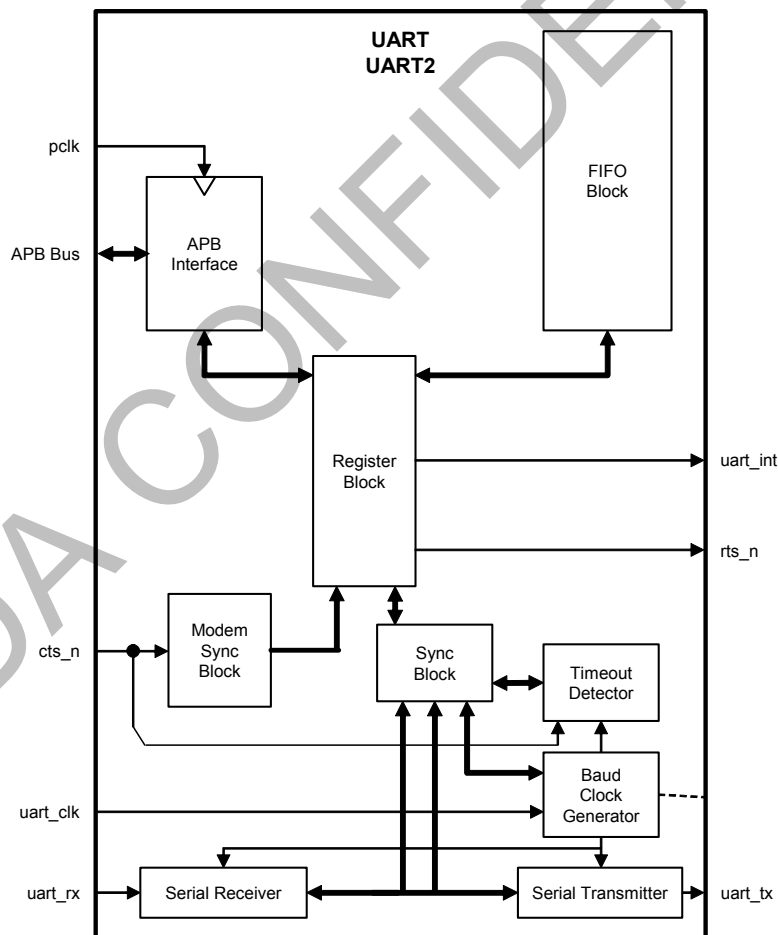 UART
UART2
pclk
FIFO
Block
APB Bus
APB
Interface
Register
Block
uart_int
rts_n
cts_n
Modem
Sync
Block
Sync
Block
Timeout
Detector
uart_clk
Baud
Clock
Generator
uart_rx
Serial Receiver
Serial Transmitter
uart_tx